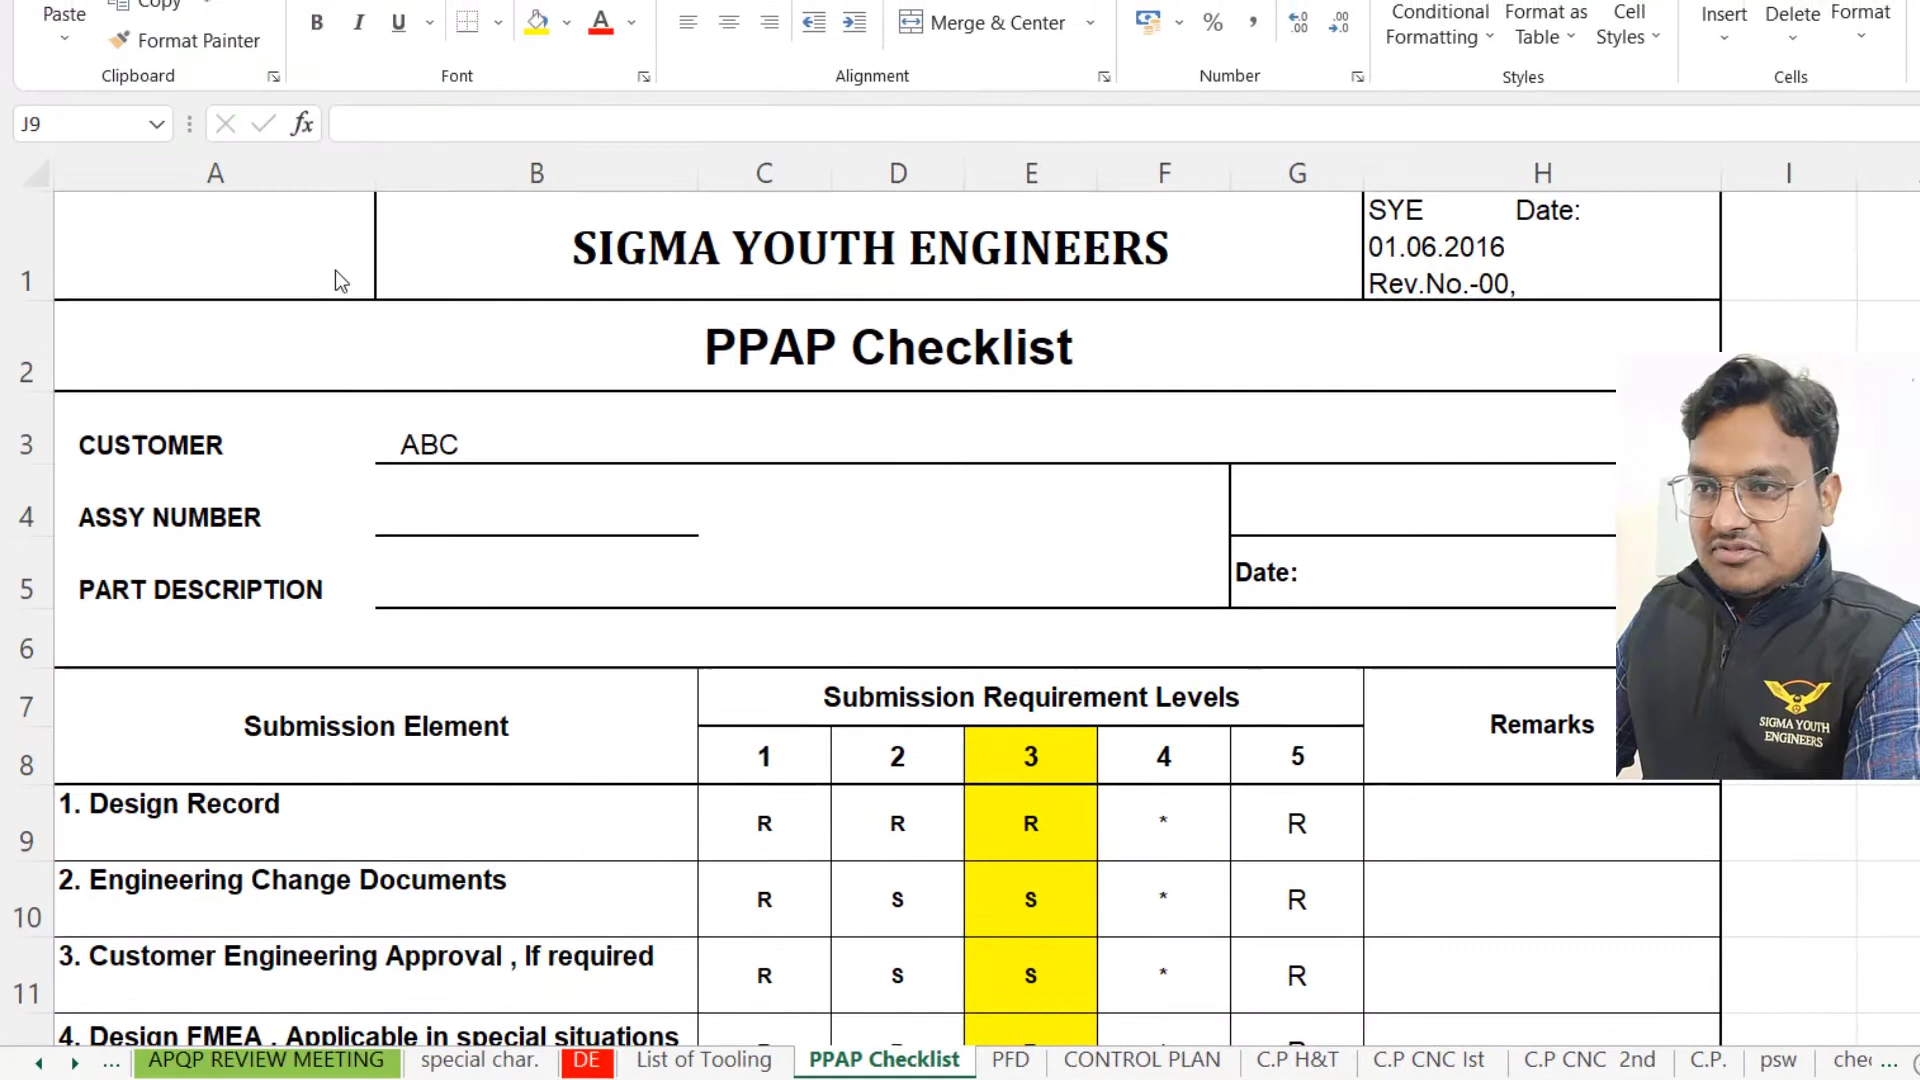 Paste
Copy
Format Painter
Clipboard
B I U A
Font
Merge & Center
Alignment
% ,
.00
.00
Number
Conditional
Formatting
Format as
Table
Cell
Styles
Styles
Insert
Delete
Format
Cells
J9
fx
A B C D E F G H I
1
SIGMA YOUTH ENGINEERS
SYE Date:
01.06.2016
Rev.No.-00,
2
PPAP Checklist
3
CUSTOMER ABC
4
ASSY NUMBER
5
PART DESCRIPTION
Date:
6
7
Submission Element
Submission Requirement Levels
Remarks
8
1 2 3 4 5
9
1. Design Record R R R * R
10
2. Engineering Change Documents R S S * R
11
3. Customer Engineering Approval , If required R S S * R
4. Design FMEA , Applicable in special situations
SIGMA YOUTH
ENGINEERS
... APQP REVIEW MEETING special char. DE List of Tooling PPAP Checklist PFD CONTROL PLAN C.P H&T C.P CNC Ist C.P CNC 2nd C.P. psw ...